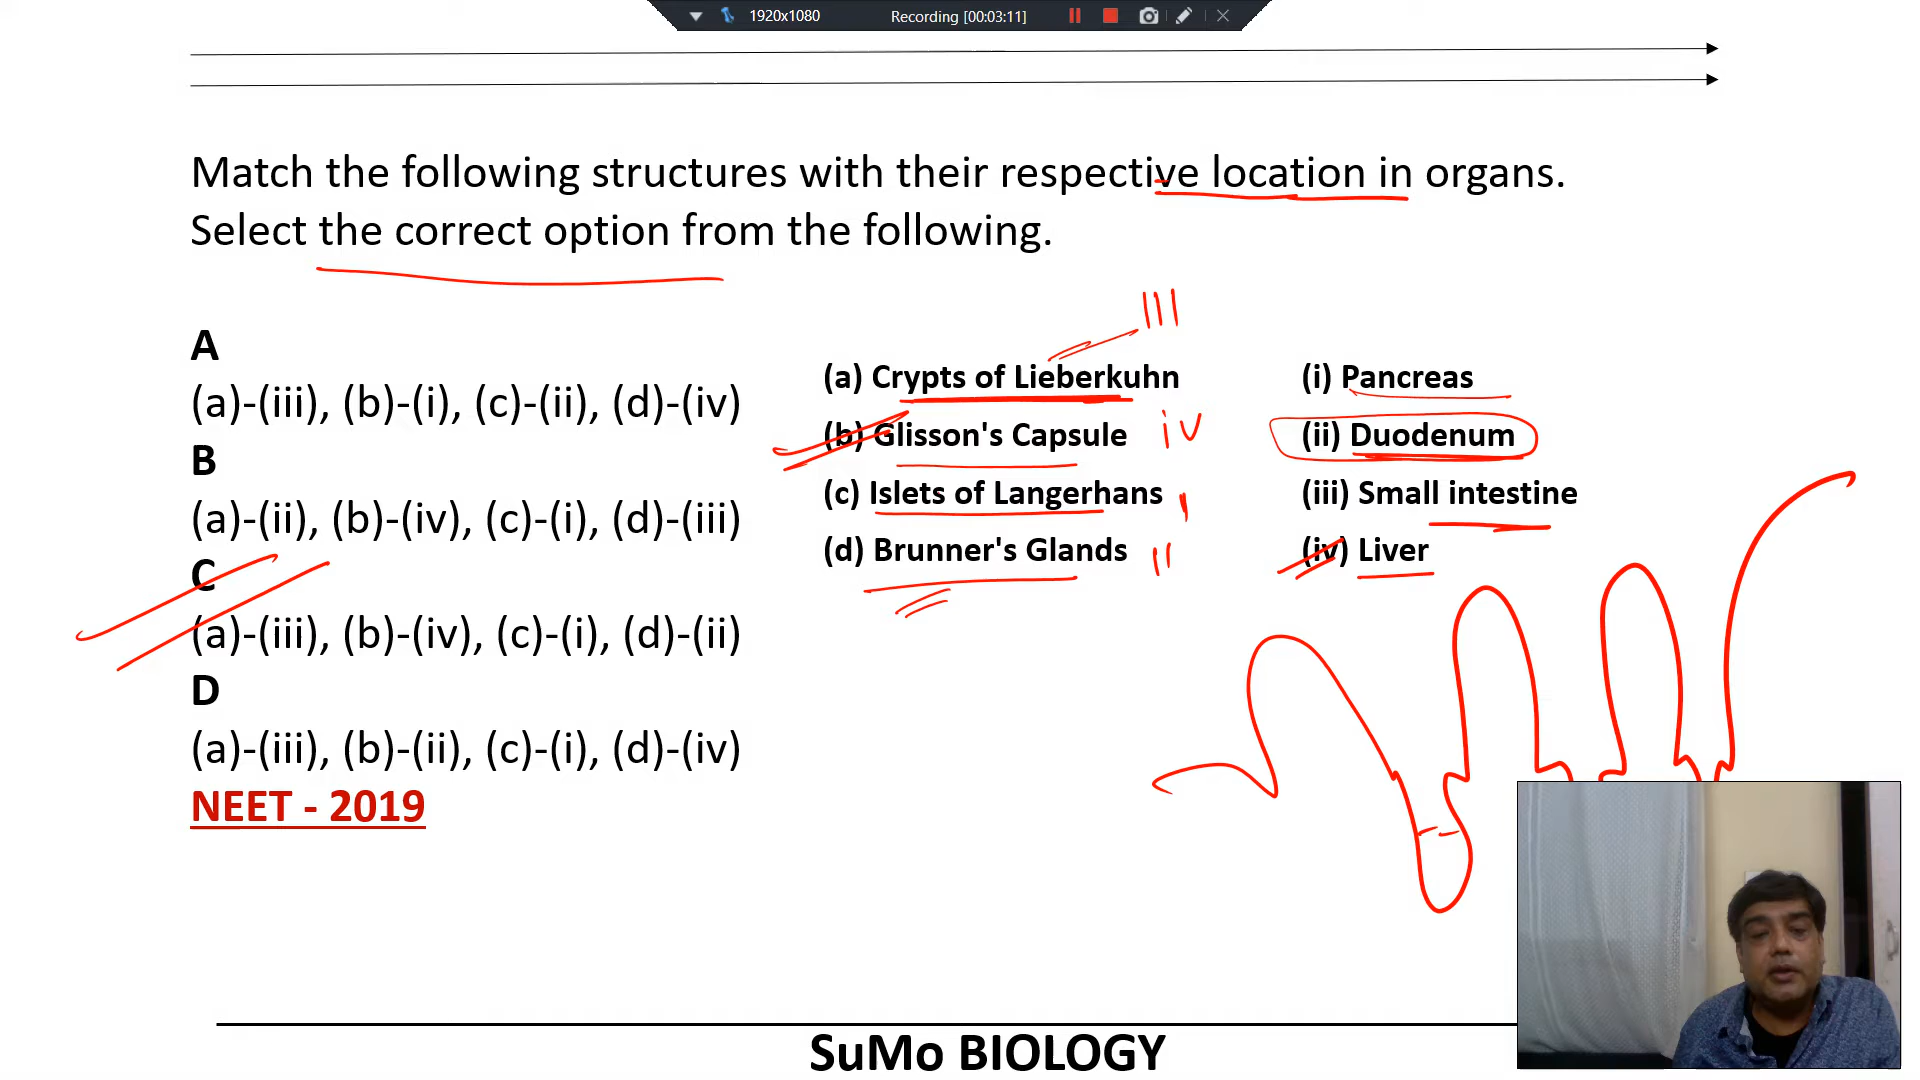 1920x1080 Recording [00:03:11]
Match the following structures with their respective location in organs.
Select the correct option from the following.
A
(a)-(iii), (b)-(i), (c)-(ii), (d)-(iv)
B
(a)-(ii), (b)-(iv), (c)-(i), (d)-(iii)
C
(a)-(iii), (b)-(iv), (c)-(i), (d)-(ii)
D
(a)-(iii), (b)-(ii), (c)-(i), (d)-(iv)
NEET - 2019
III
(a) Crypts of Lieberkuhn (i) Pancreas
(b) Glisson's Capsule iv (ii) Duodenum
(c) Islets of Langerhans I (iii) Small intestine
(d) Brunner's Glands II (iv) Liver
SuMo BIOLOGY